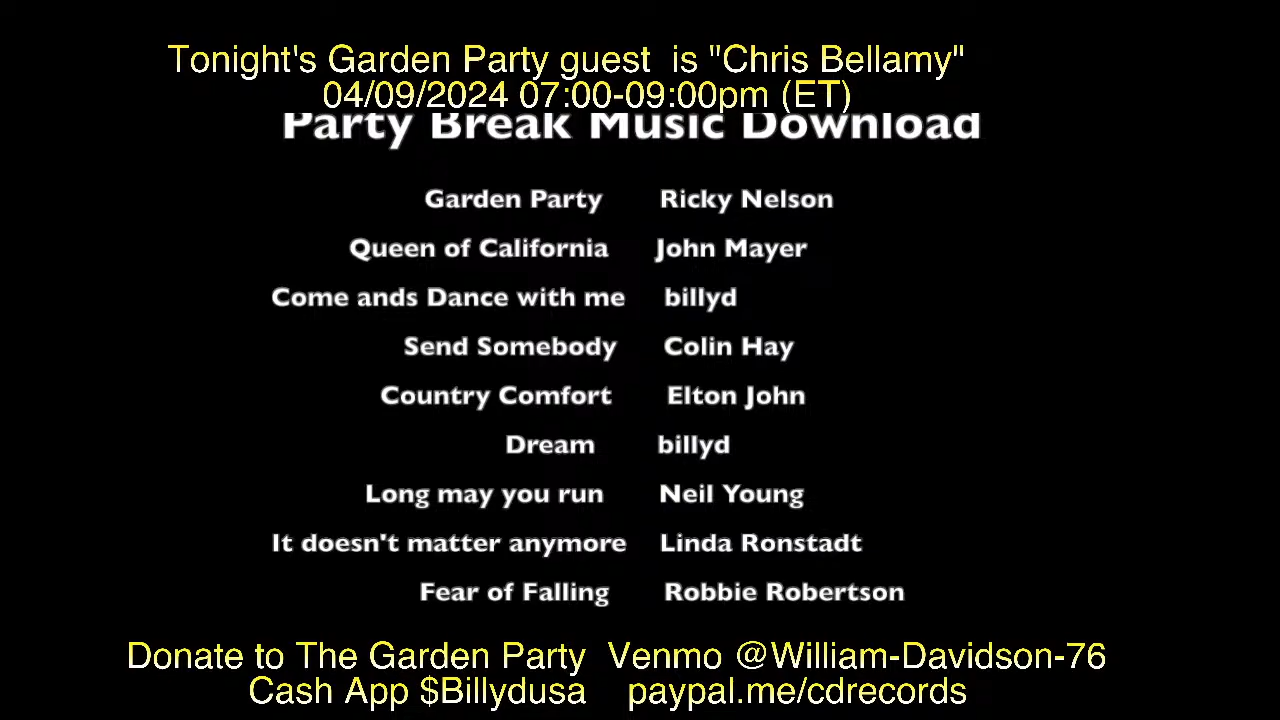 Tonight's Garden Party guest  is "Chris Bellamy"
04/09/2024 07:00-09:00pm (ET)
Party Break Music Download
Garden Party Ricky Nelson
Queen of California John Mayer
Come ands Dance with me billyd
Send Somebody Colin Hay
Country Comfort Elton John
Dream billyd
Long may you run Neil Young
It doesn't matter anymore Linda Ronstadt
Fear of Falling Robbie Robertson
Donate to The Garden Party  Venmo @William-Davidson-76
Cash App $Billydusa paypal.me/cdrecords